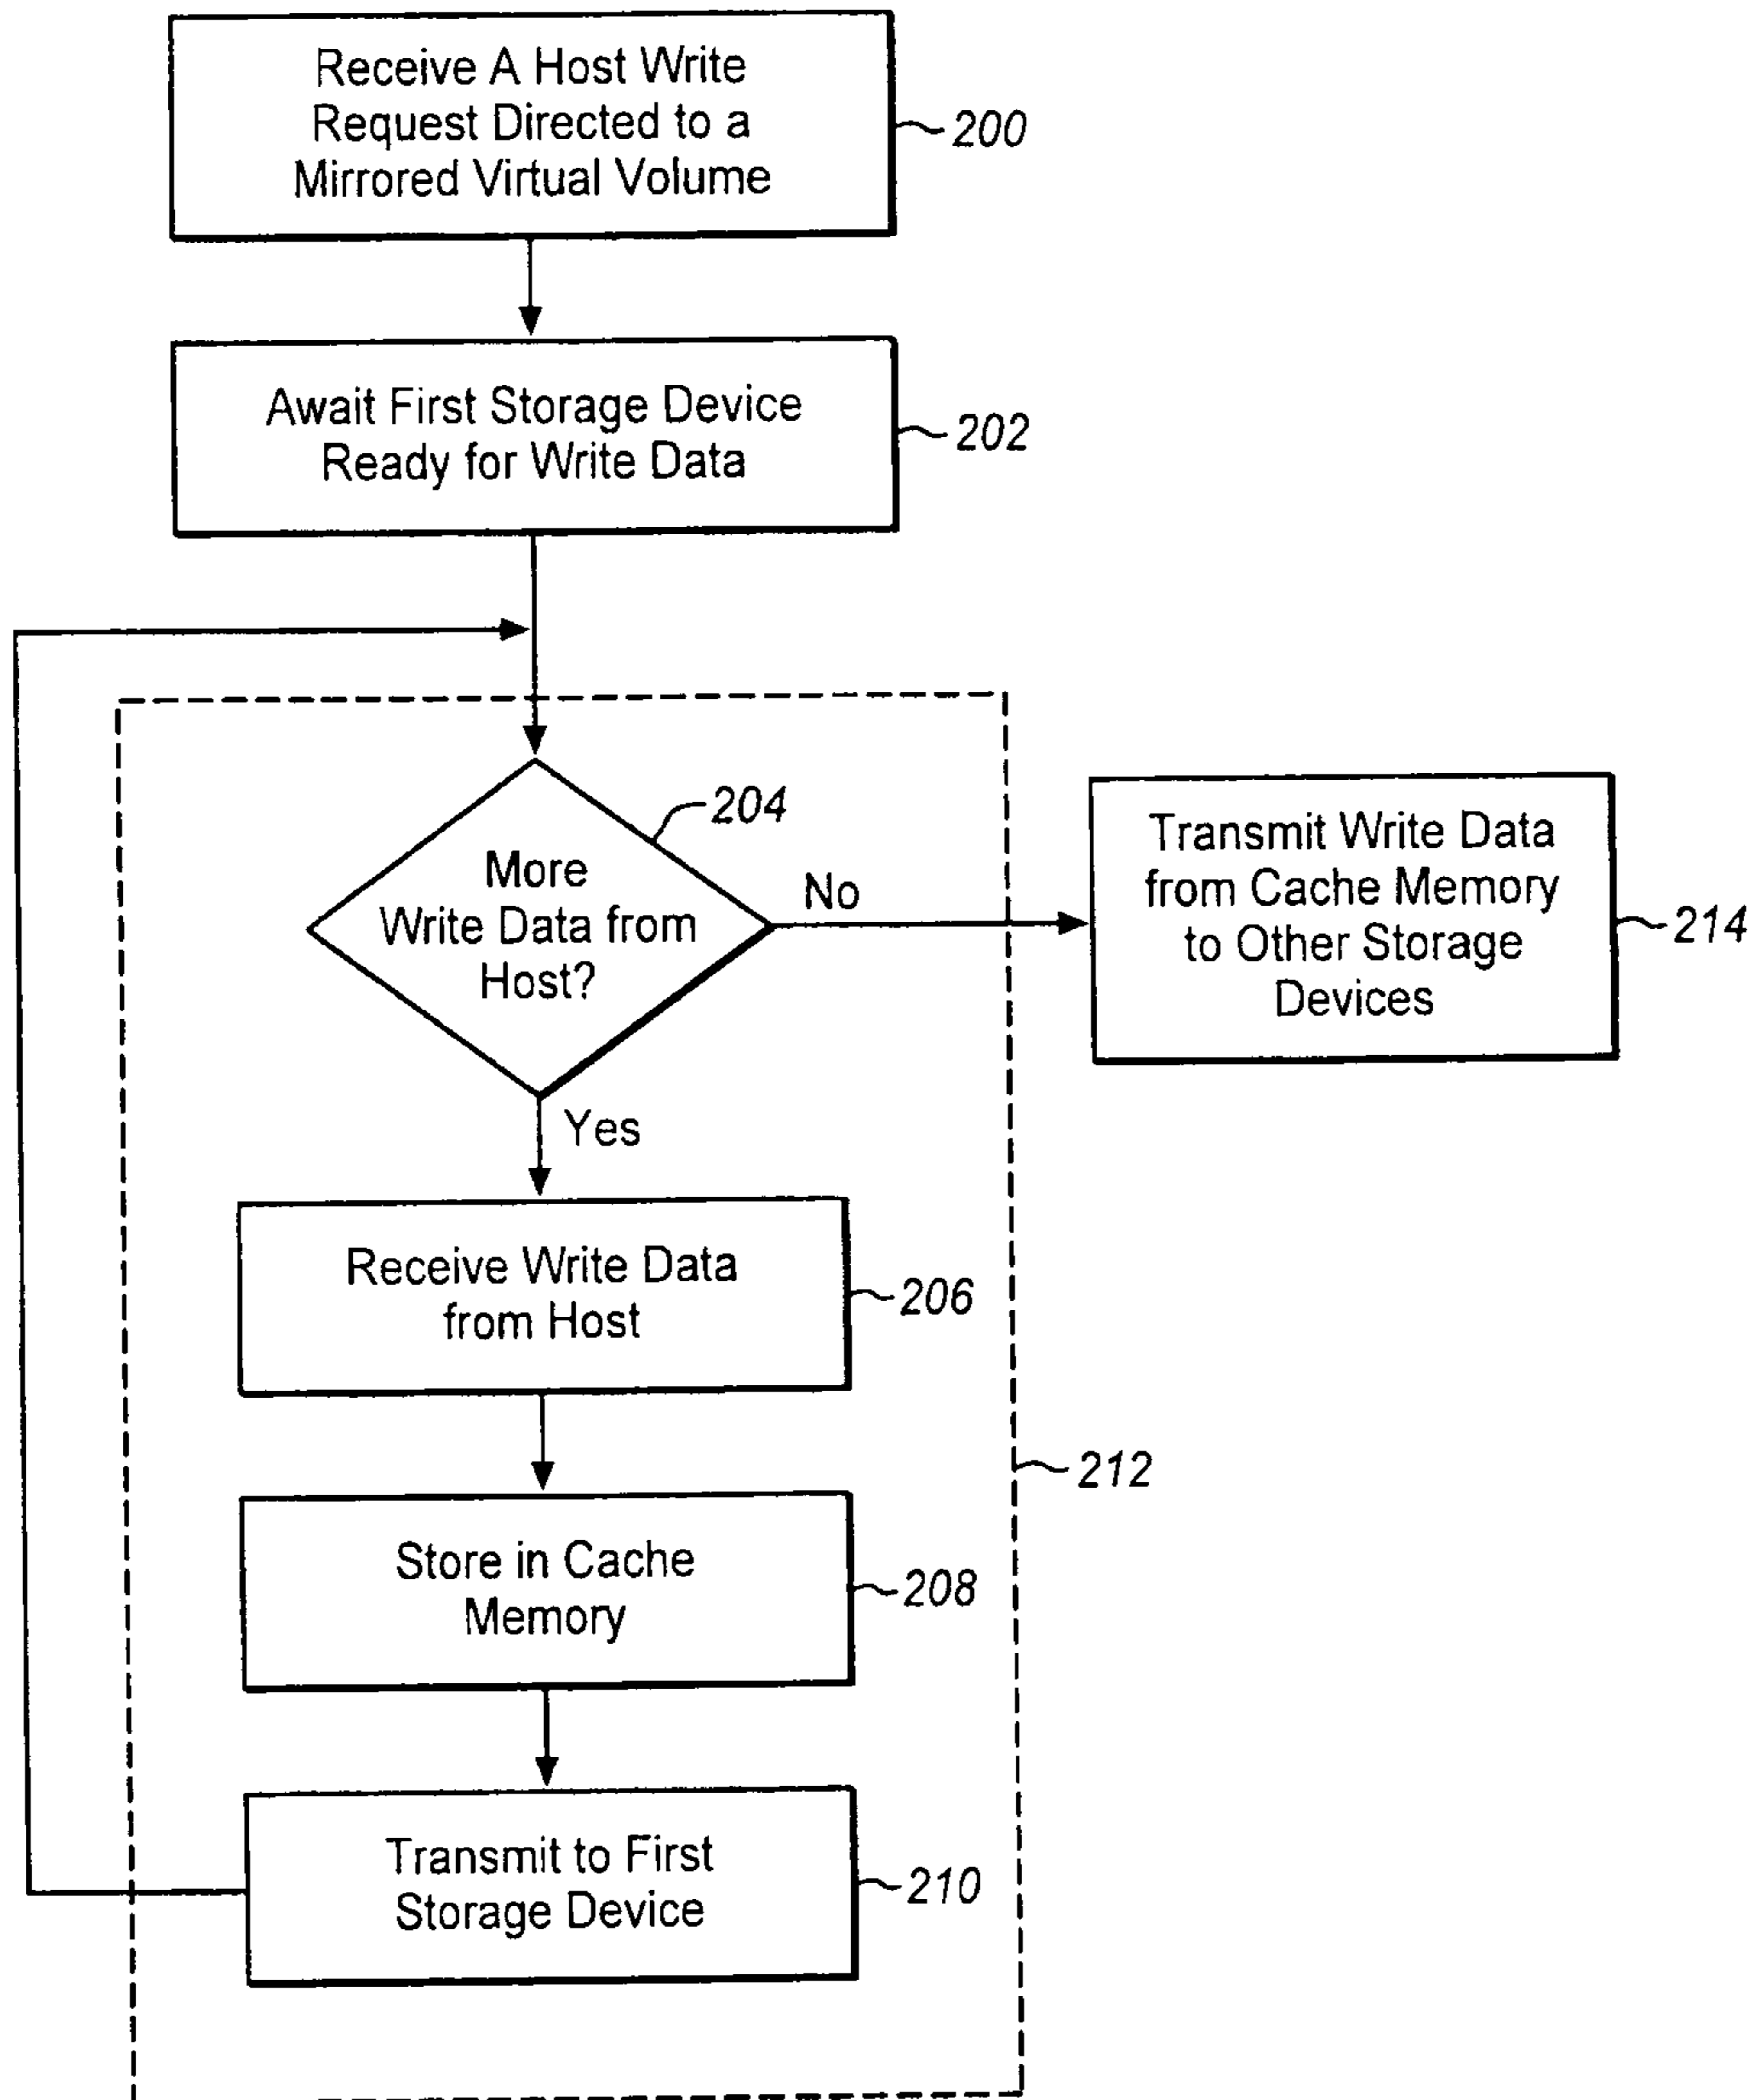 Receive A Host Write
Request Directed to a
Mirrored Virtual Volume
200
Await First Storage Device
Ready for Write Data
202
204
More
Write Data from
Host?
No
Yes
Transmit Write Data
from Cache Memory
to Other Storage
Devices
214
Receive Write Data
from Host
206
212
Store in Cache
Memory
208
Transmit to First
Storage Device
210